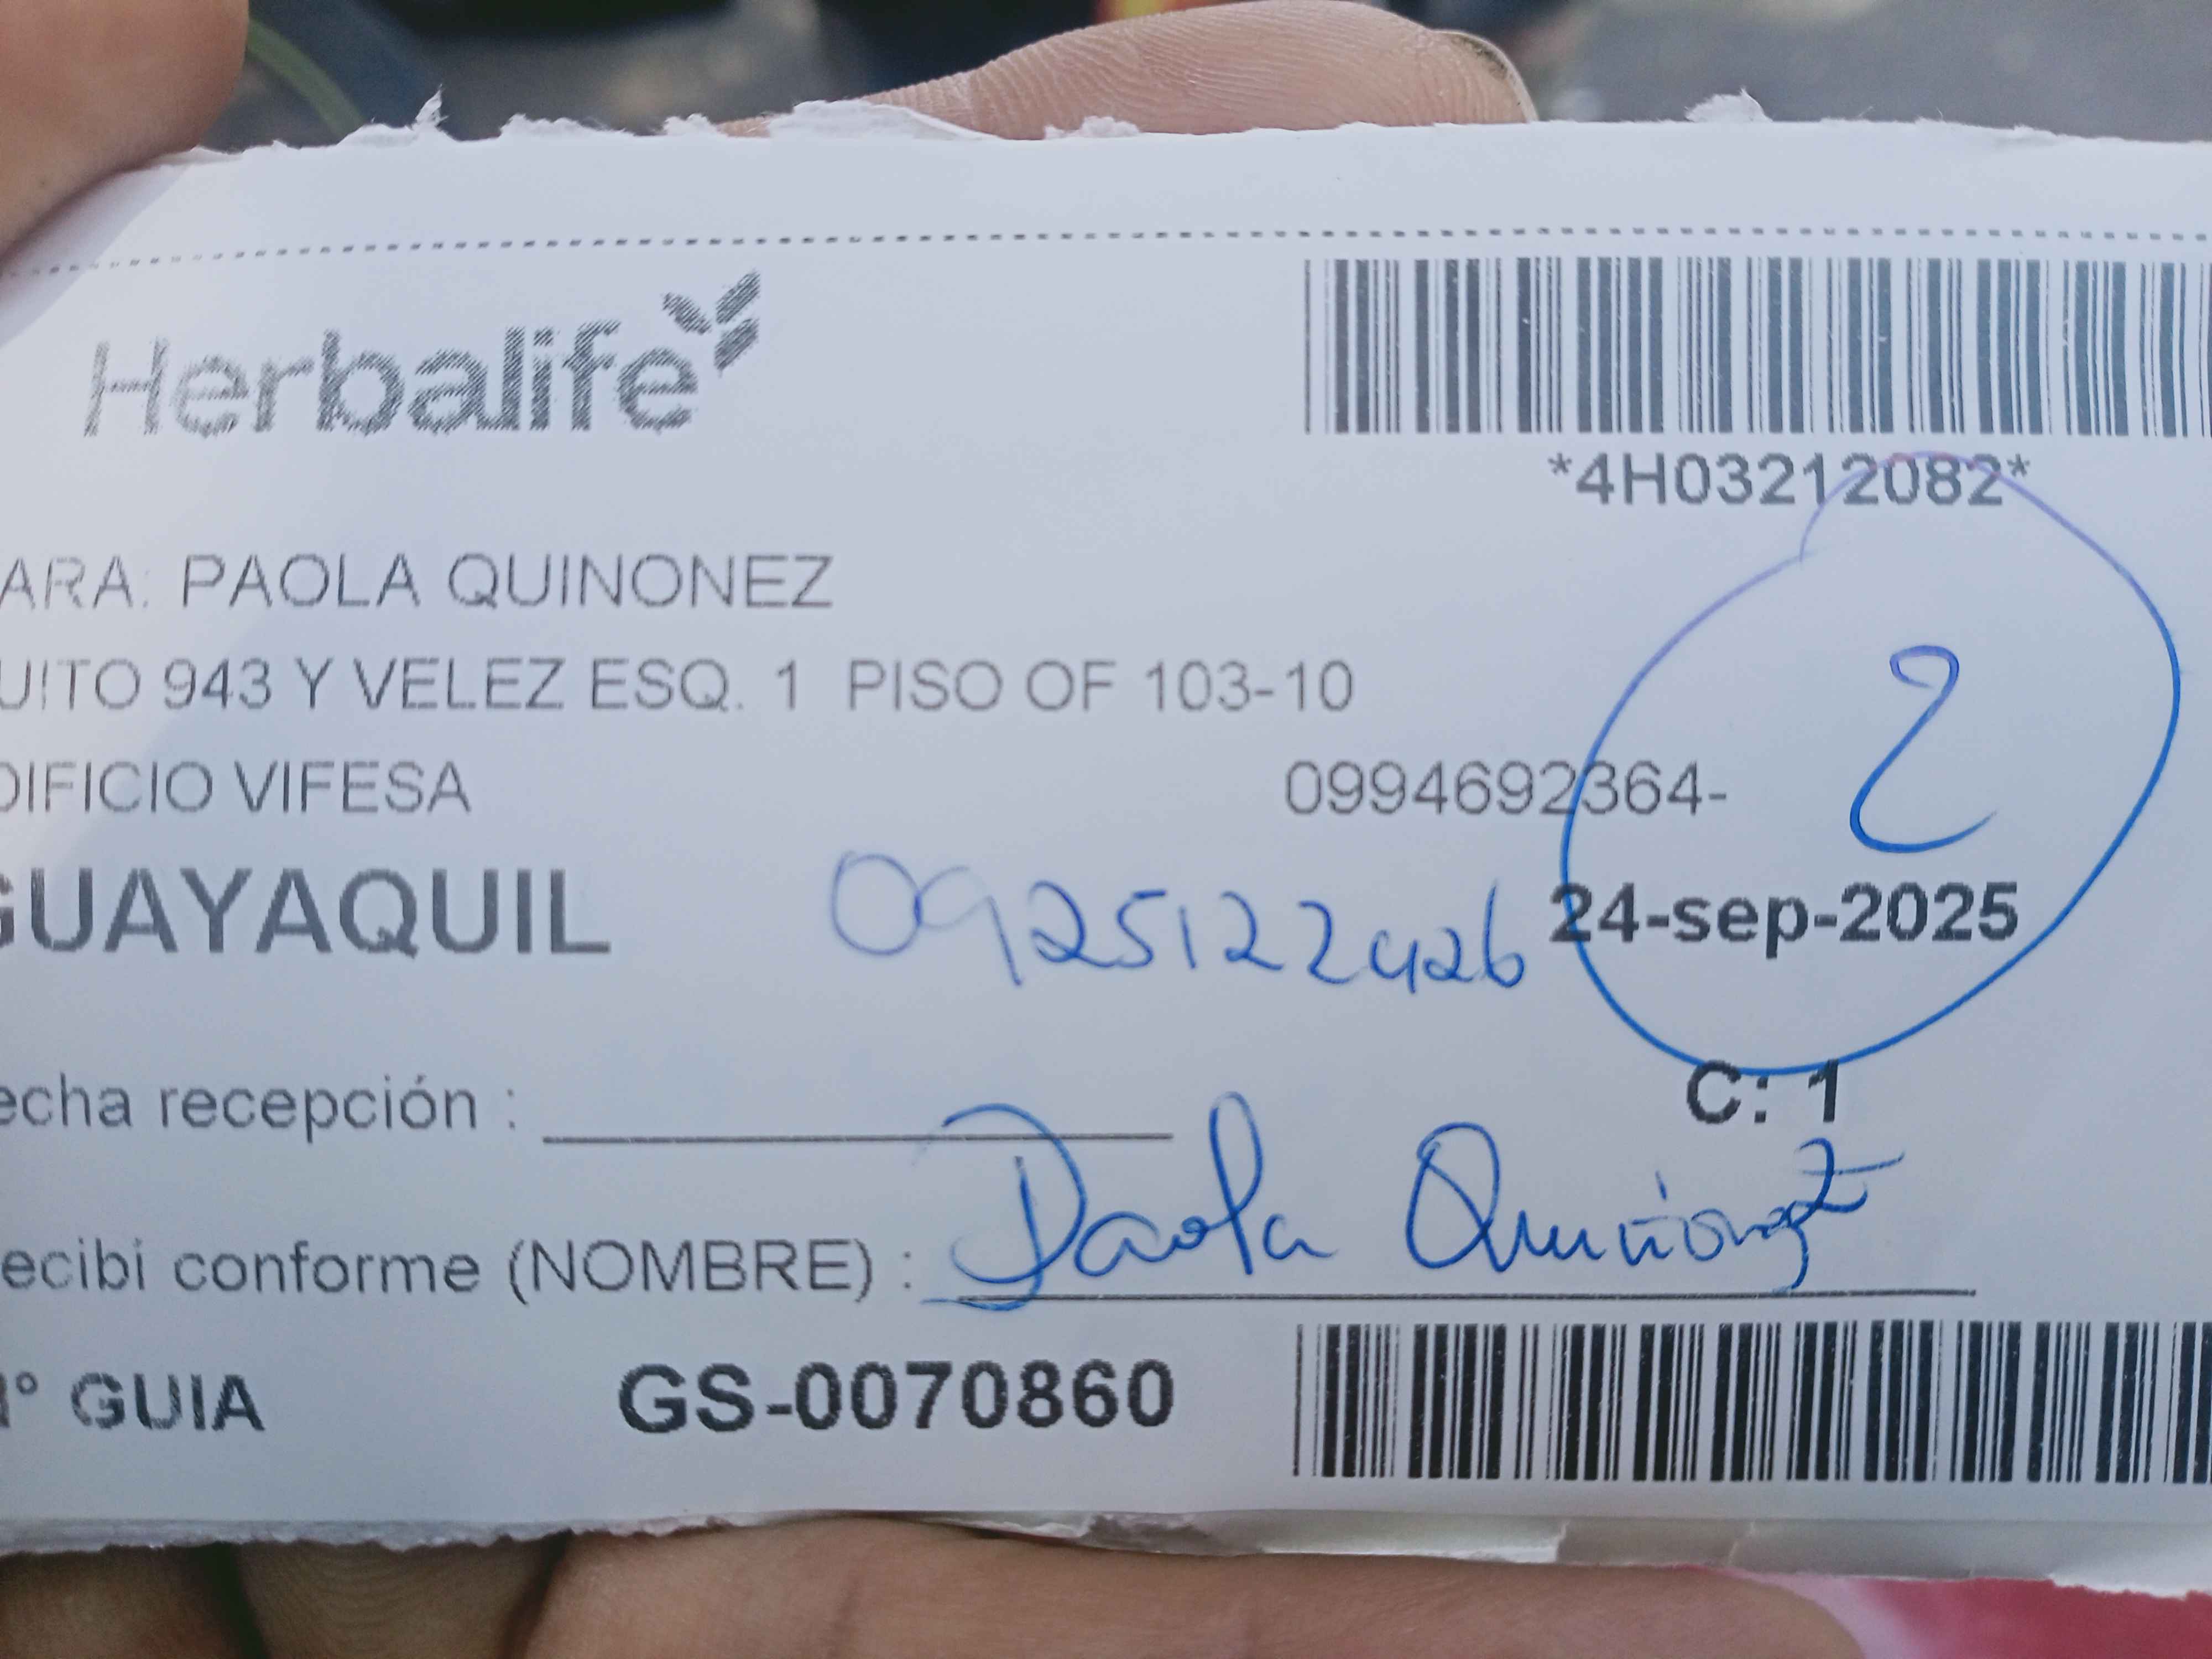 Herbalife
*4H03212082*
ARA: PAOLA QUINONEZ
UITO 943 Y VELEZ ESQ. 1 PISO OF 103-10
2
DIFICIO VIFESA 0994692364-
GUAYAQUIL 0925122426 24-sep-2025
C: 1
echa recepción :
ecibi conforme (NOMBRE) : Paola Quiñonez
N° GUIA GS-0070860